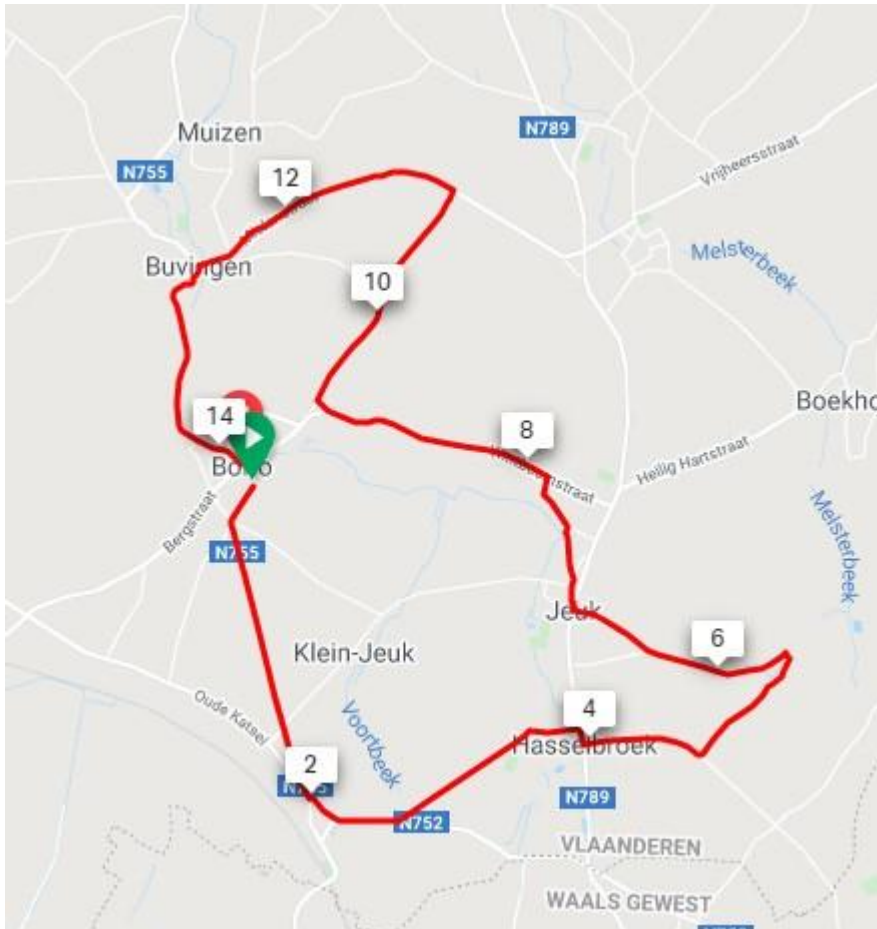 N789
Muizen
Vrijheersstraat
N755
12
Melsterbeek
Buvingen
10
Boekho
14
8
Heilig Hartstraat
Bergstraat
N755
Melsterbeek
Jeuk
6
Klein-Jeuk
Oude Katsei
Voortbeek
4
Hasselbroek
2
N789
N752
VLAANDEREN
WAALS GEWEST